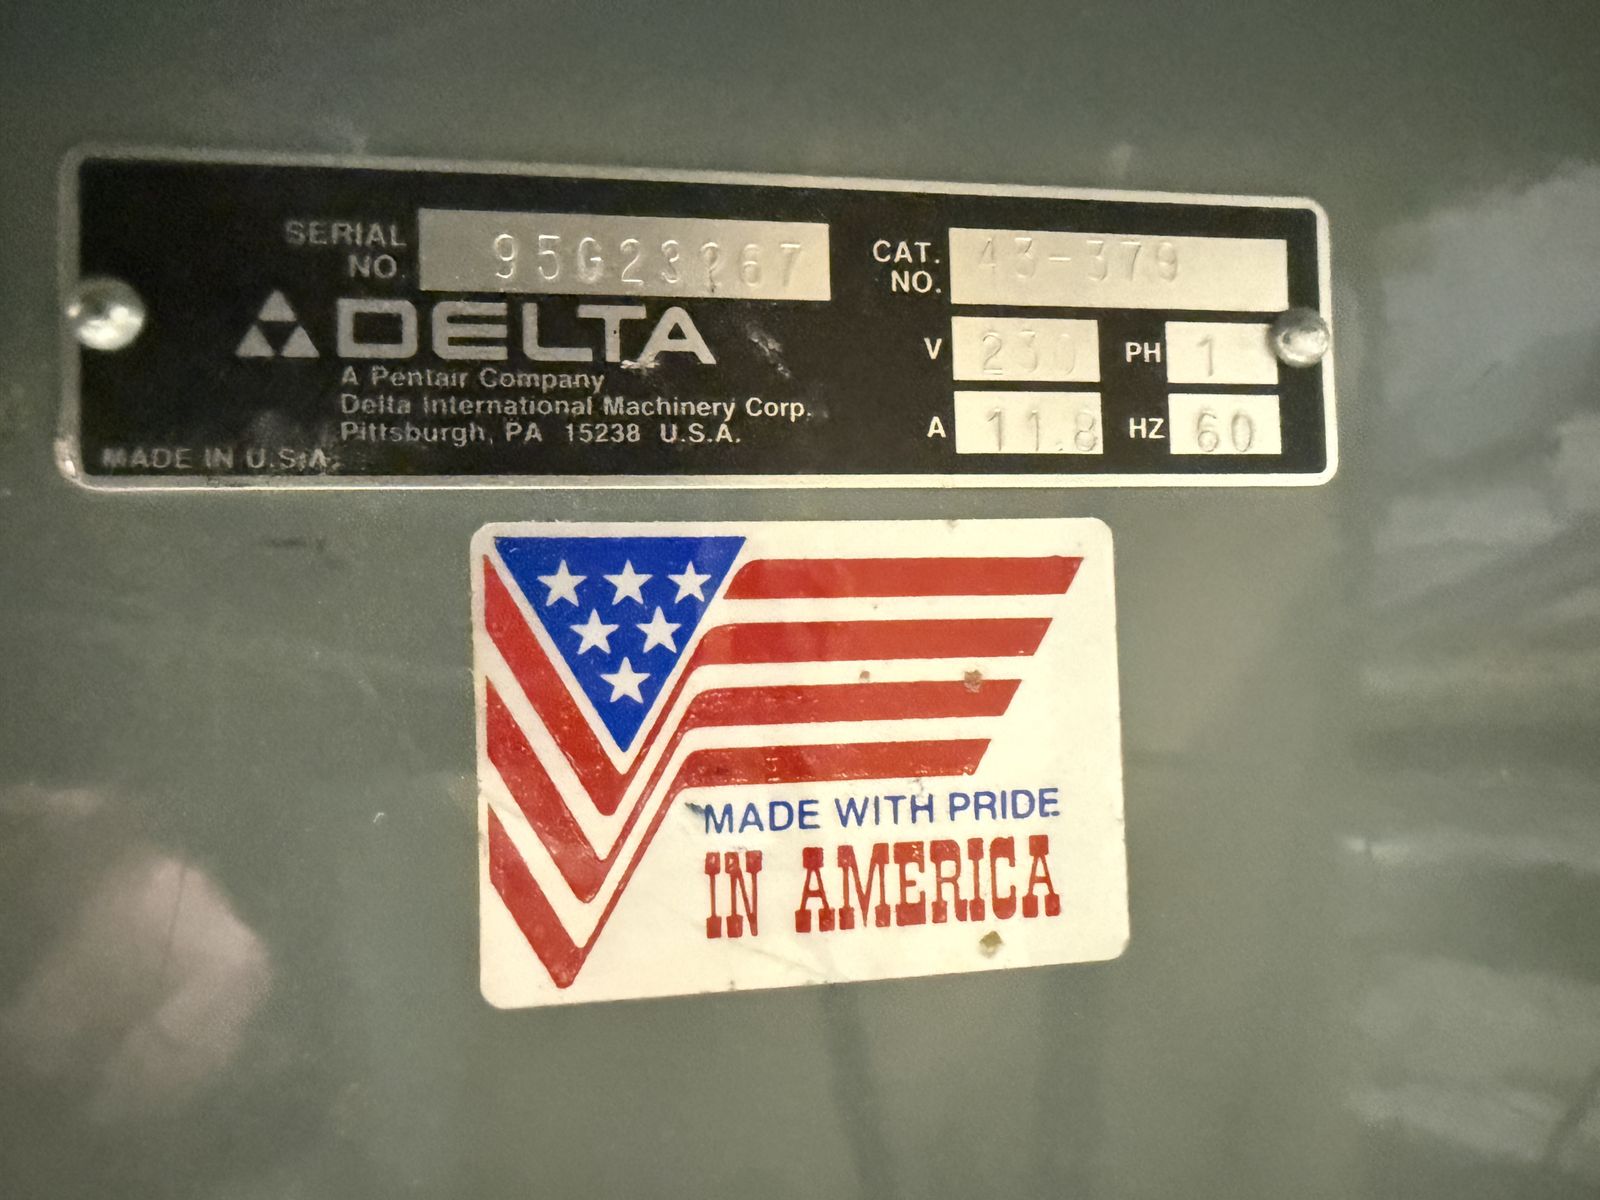 SERIAL NO. 95G23267
CAT. NO. 43-379
DELTA
V 230 PH 1
A Pentair Company
Delta International Machinery Corp.
A 11.8 HZ 60
Pittsburgh, PA 15238 U.S.A.
MADE IN U.S.A.
MADE WITH PRIDE
IN AMERICA